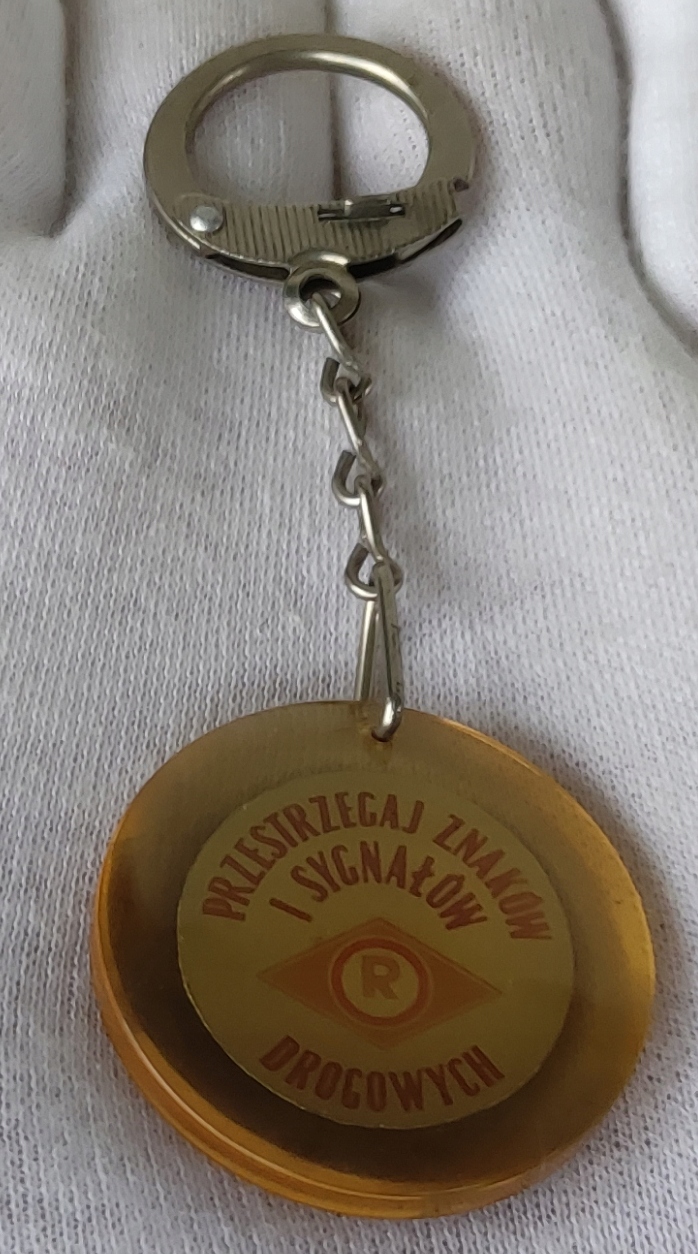 PRZESTRZEGAJ ZNAKÓW
I SYGNAŁÓW
R
DROGOWYCH